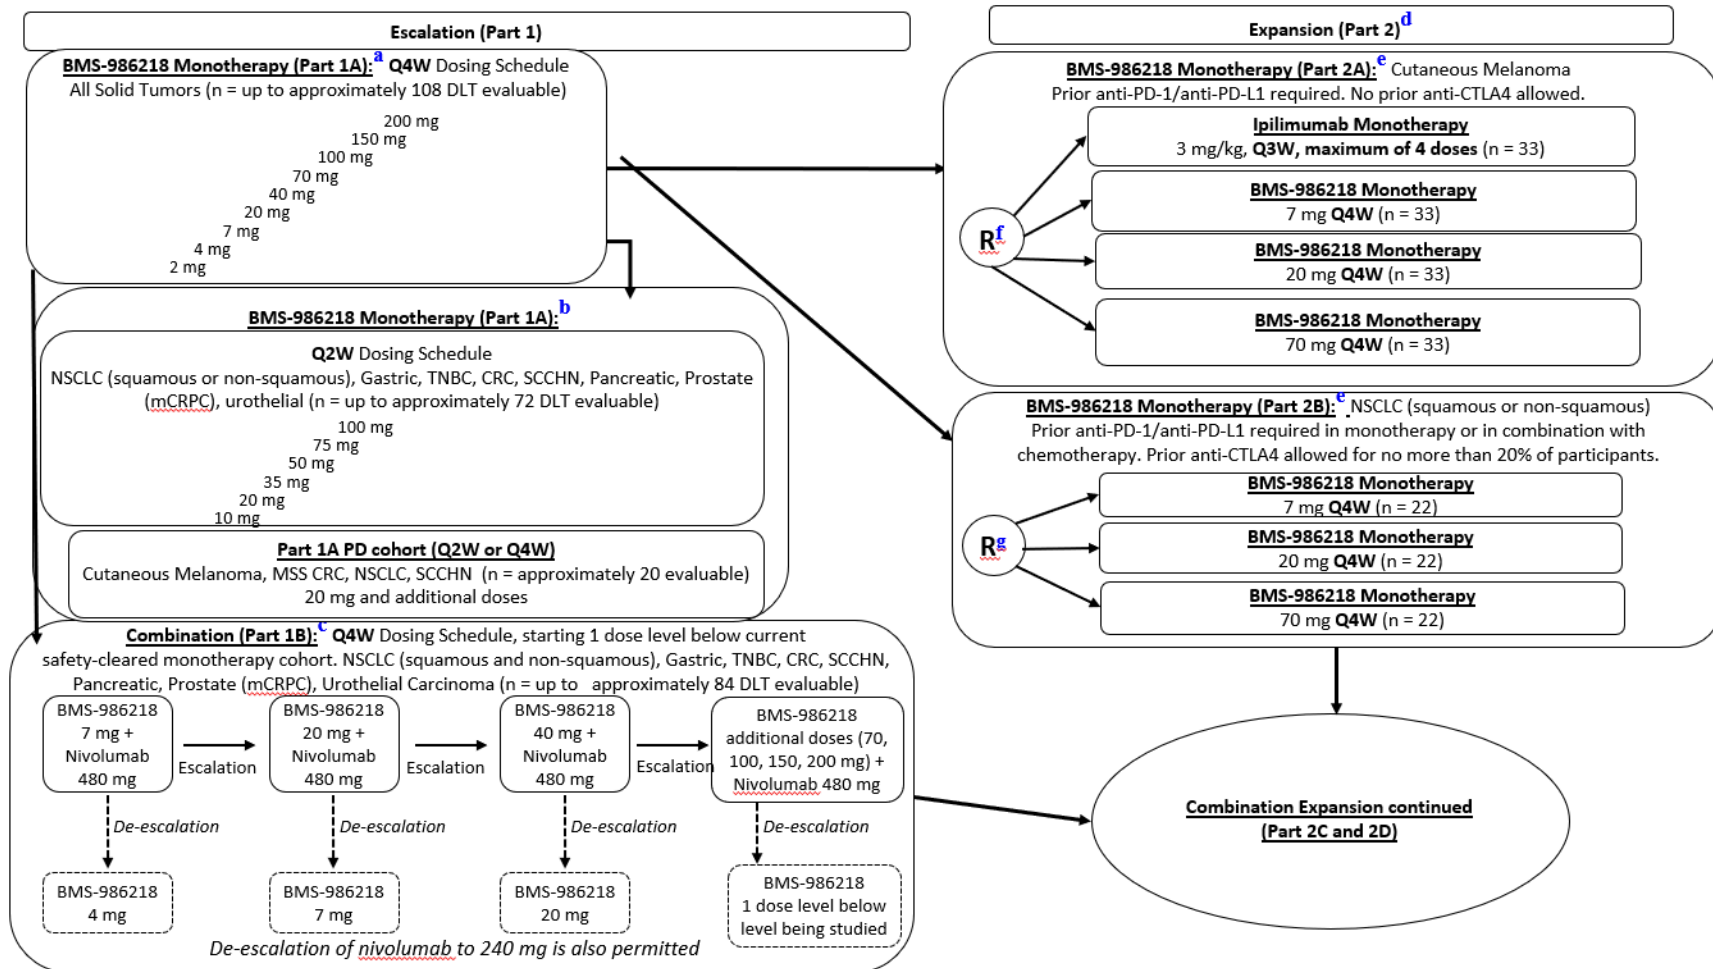 Escalation (Part 1)
BMS-986218 Monotherapy (Part 1A):a Q4W Dosing Schedule
All Solid Tumors (n = up to approximately 108 DLT evaluable)
200 mg
150 mg
100 mg
70 mg
40 mg
20 mg
7 mg
4 mg
2 mg
BMS-986218 Monotherapy (Part 1A):b
Q2W Dosing Schedule
NSCLC (squamous or non-squamous), Gastric, TNBC, CRC, SCCHN, Pancreatic, Prostate
(mCRPC), urothelial (n = up to approximately 72 DLT evaluable)
100 mg
75 mg
50 mg
35 mg
20 mg
10 mg
Part 1A PD cohort (Q2W or Q4W)
Cutaneous Melanoma, MSS CRC, NSCLC, SCCHN (n = approximately 20 evaluable)
20 mg and additional doses
Combination (Part 1B):c Q4W Dosing Schedule, starting 1 dose level below current
safety-cleared monotherapy cohort. NSCLC (squamous and non-squamous), Gastric, TNBC, CRC, SCCHN,
Pancreatic, Prostate (mCRPC), Urothelial Carcinoma (n = up to approximately 84 DLT evaluable)
BMS-986218
7 mg +
Nivolumab
480 mg
Escalation
BMS-986218
20 mg +
Nivolumab
480 mg
Escalation
BMS-986218
40 mg +
Nivolumab
480 mg
Escalation
BMS-986218
additional doses (70,
100, 150, 200 mg) +
Nivolumab 480 mg
De-escalation
De-escalation
De-escalation
De-escalation
BMS-986218
4 mg
BMS-986218
7 mg
BMS-986218
20 mg
BMS-986218
1 dose level below
level being studied
De-escalation of nivolumab to 240 mg is also permitted
Expansion (Part 2)d
BMS-986218 Monotherapy (Part 2A):e Cutaneous Melanoma
Prior anti-PD-1/anti-PD-L1 required. No prior anti-CTLA4 allowed.
Rf
Ipilimumab Monotherapy
3 mg/kg, Q3W, maximum of 4 doses (n = 33)
BMS-986218 Monotherapy
7 mg Q4W (n = 33)
BMS-986218 Monotherapy
20 mg Q4W (n = 33)
BMS-986218 Monotherapy
70 mg Q4W (n = 33)
BMS-986218 Monotherapy (Part 2B):e NSCLC (squamous or non-squamous)
Prior anti-PD-1/anti-PD-L1 required in monotherapy or in combination with
chemotherapy. Prior anti-CTLA4 allowed for no more than 20% of participants.
Rg
BMS-986218 Monotherapy
7 mg Q4W (n = 22)
BMS-986218 Monotherapy
20 mg Q4W (n = 22)
BMS-986218 Monotherapy
70 mg Q4W (n = 22)
Combination Expansion continued
(Part 2C and 2D)